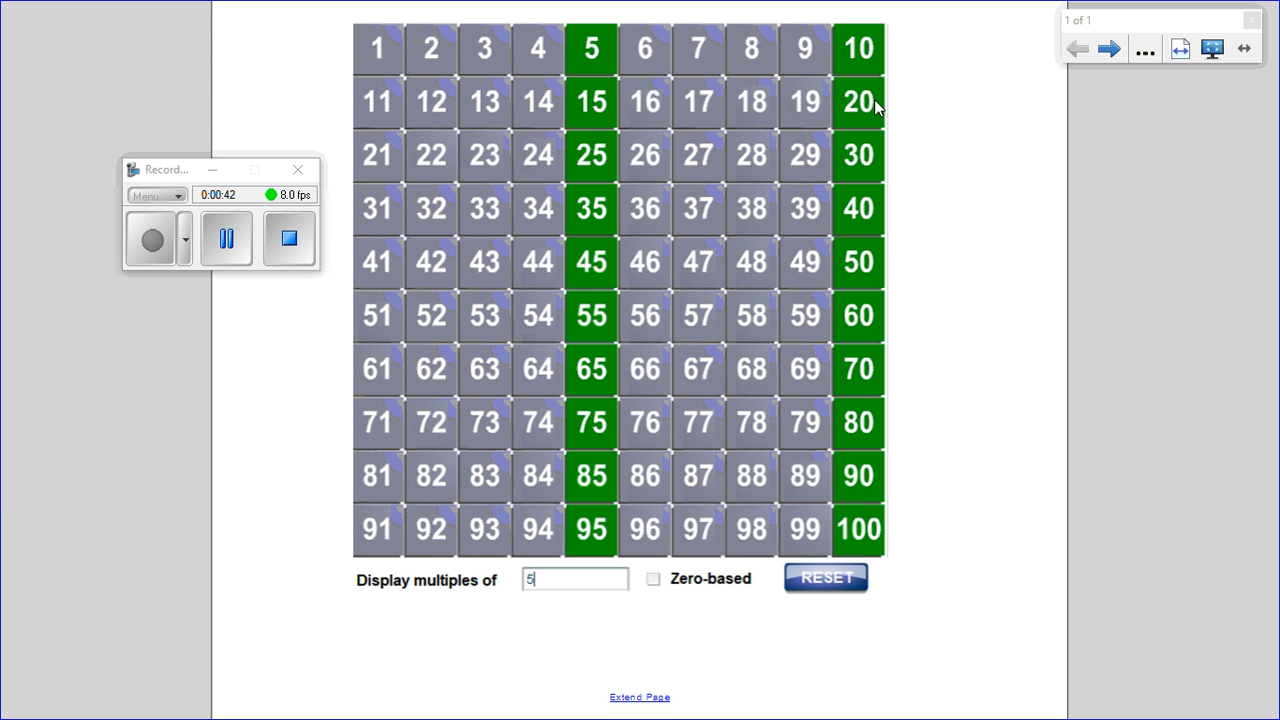 1 of 1
1 2 3 4 5 6 7 8 9 10
11 12 13 14 15 16 17 18 19 20
21 22 23 24 25 26 27 28 29 30
Record...
Menu 0:00:42 8.0 fps
31 32 33 34 35 36 37 38 39 40
41 42 43 44 45 46 47 48 49 50
51 52 53 54 55 56 57 58 59 60
61 62 63 64 65 66 67 68 69 70
71 72 73 74 75 76 77 78 79 80
81 82 83 84 85 86 87 88 89 90
91 92 93 94 95 96 97 98 99 100
Display multiples of 5 Zero-based RESET
Extend Page